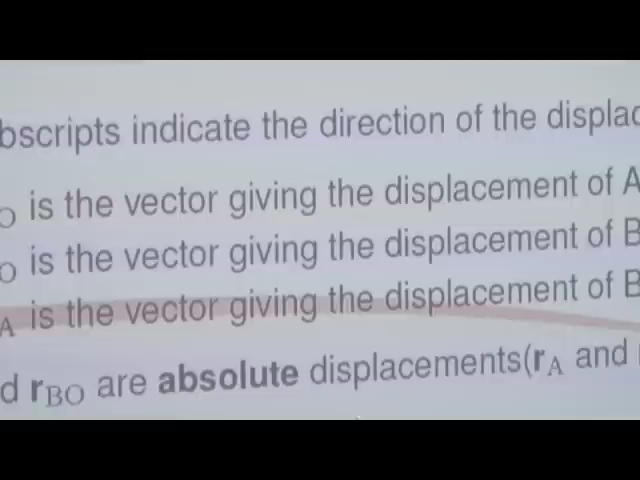 bscripts indicate the direction of the displac
O is the vector giving the displacement of A
O is the vector giving the displacement of B
A is the vector giving the displacement of B
d rBO are absolute displacements(rA and